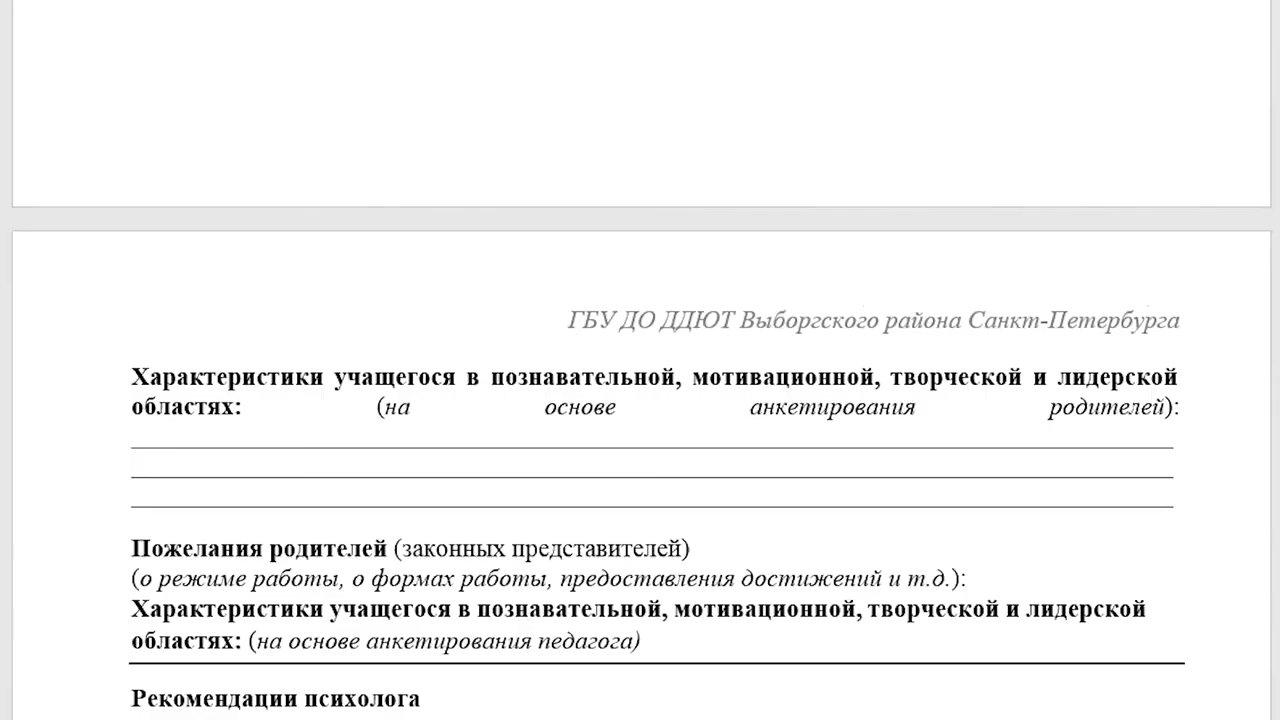 ГБУ ДО ДДЮТ Выборгского района Санкт-Петербурга
Характеристики учащегося в познавательной, мотивационной, творческой и лидерской
областях: (на основе анкетирования родителей):
Пожелания родителей (законных представителей)
(о режиме работы, о формах работы, предоставления достижений и т.д.):
Характеристики учащегося в познавательной, мотивационной, творческой и лидерской
областях: (на основе анкетирования педагога)
Рекомендации психолога